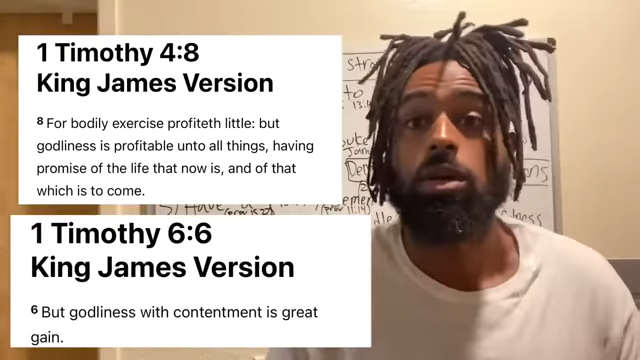 1 Timothy 4:8
King James Version
8 For bodily exercise profiteth little: but
godliness is profitable unto all things, having
promise of the life that now is, and of that
which is to come.
1 Timothy 6:6
King James Version
6 But godliness with contentment is great
gain.